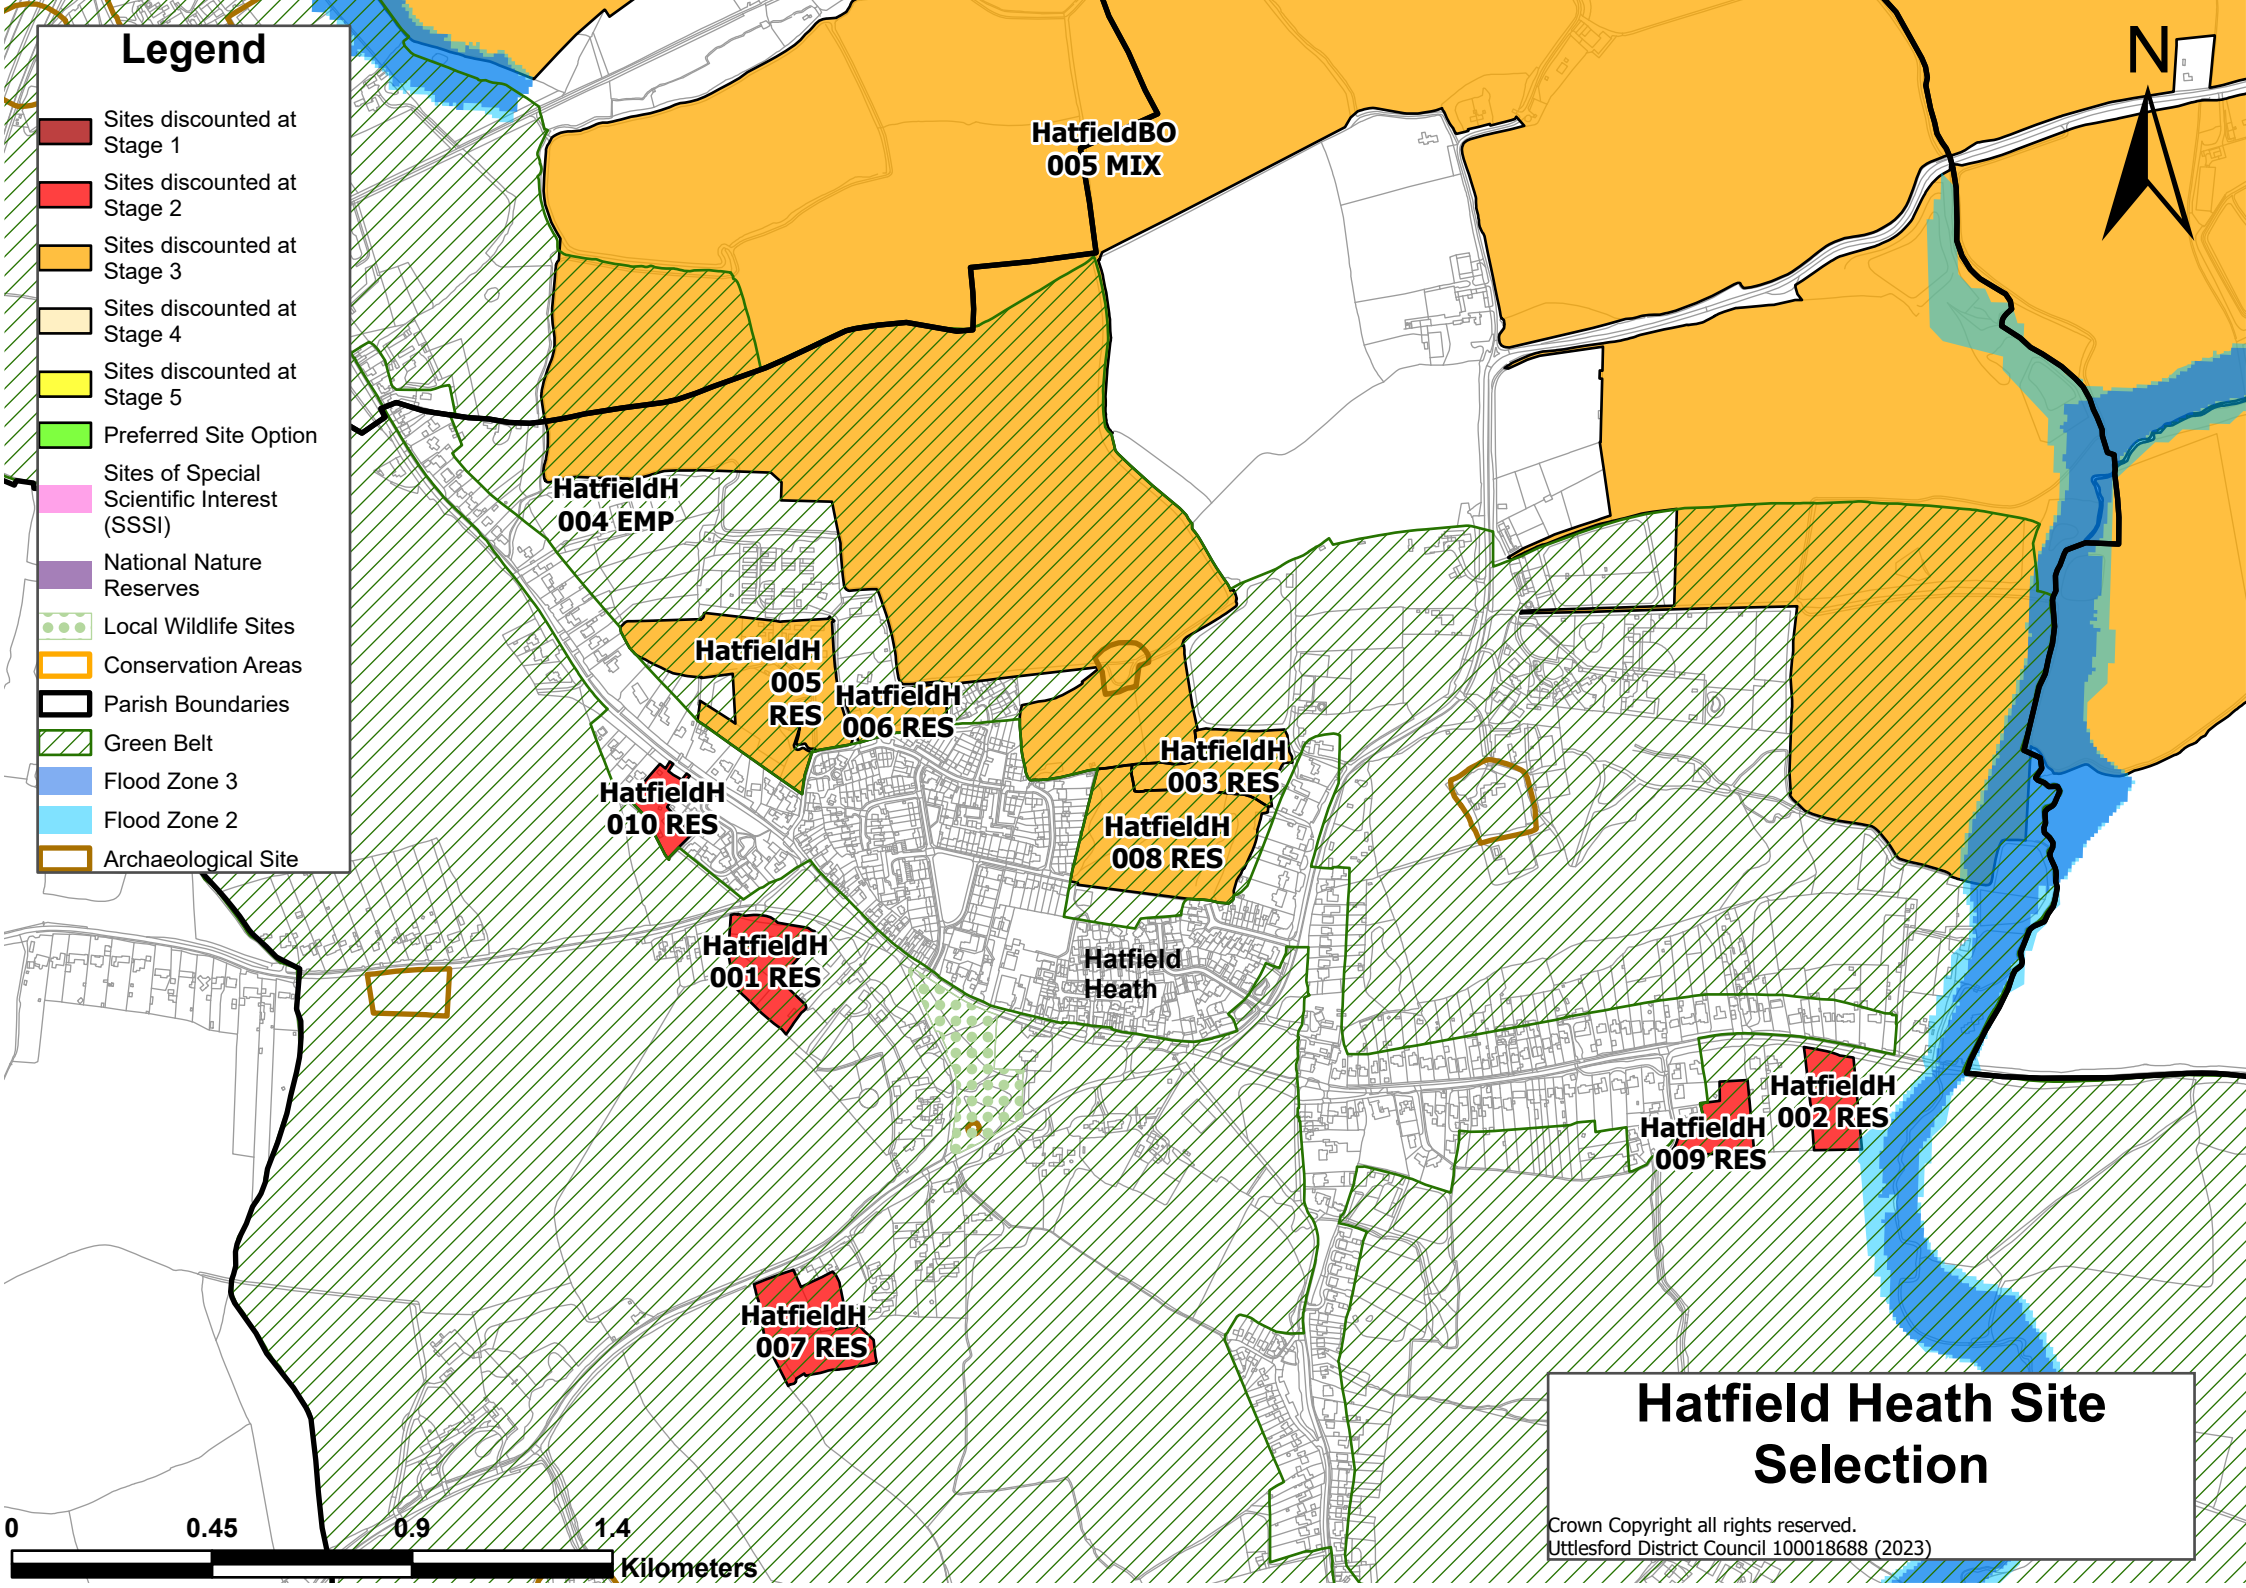 Legend
Sites discounted at
Stage 1
Sites discounted at
Stage 2
Sites discounted at
Stage 3
Sites discounted at
Stage 4
Sites discounted at
Stage 5
Preferred Site Option
Sites of Special
Scientific Interest
(SSSI)
National Nature
Reserves
Local Wildlife Sites
Conservation Areas
Parish Boundaries
Green Belt
Flood Zone 3
Flood Zone 2
Archaeological Site
N
HatfieldBO
005 MIX
HatfieldH
004 EMP
HatfieldH
005
RES
HatfieldH
006 RES
HatfieldH
003 RES
HatfieldH
010 RES
HatfieldH
008 RES
HatfieldH
001 RES
Hatfield
Heath
HatfieldH
002 RES
HatfieldH
009 RES
HatfieldH
007 RES
Hatfield Heath Site
Selection
Crown Copyright all rights reserved.
Uttlesford District Council 100018688 (2023)
0 0.45 0.9 1.4
Kilometers